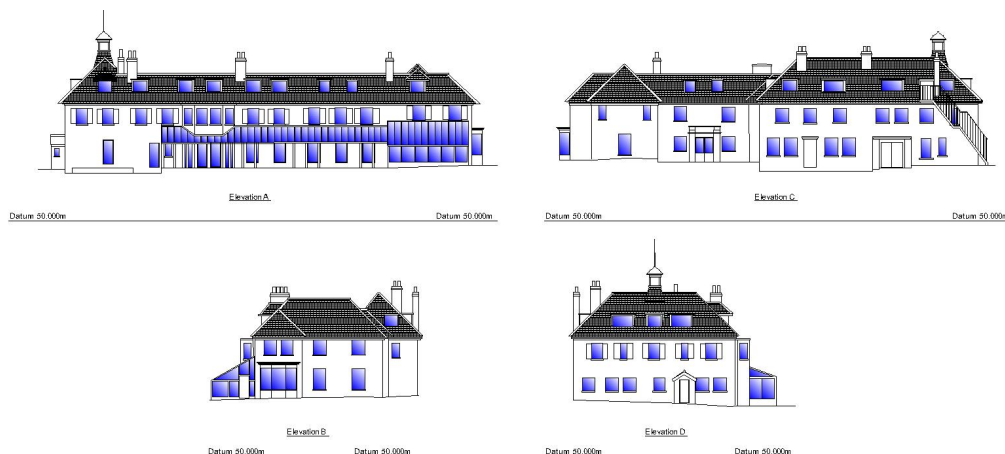 Elevation A
Elevation C
Datum 50.000m Datum 50.000m
Datum 50.000m Datum 50.000m
Elevation B
Elevation D
Datum 50.000m Datum 50.000m
Datum 50.000m Datum 50.000m